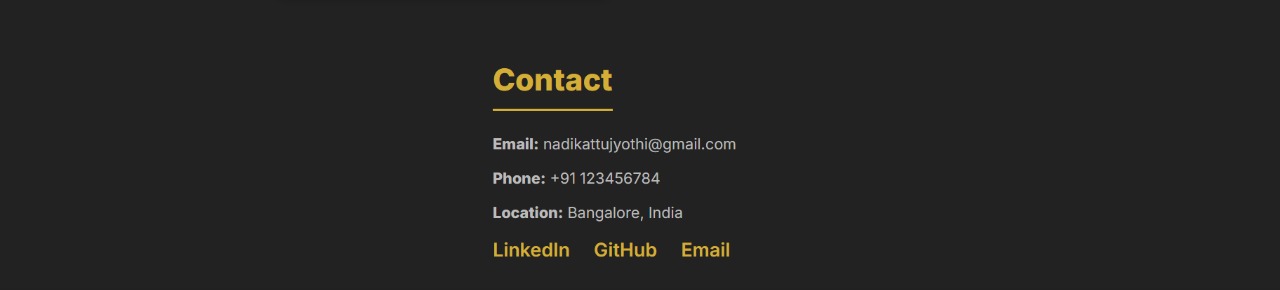 Contact
Email: nadikattujyothi@gmail.com
Phone: +91 123456784
Location: Bangalore, India
LinkedIn GitHub Email